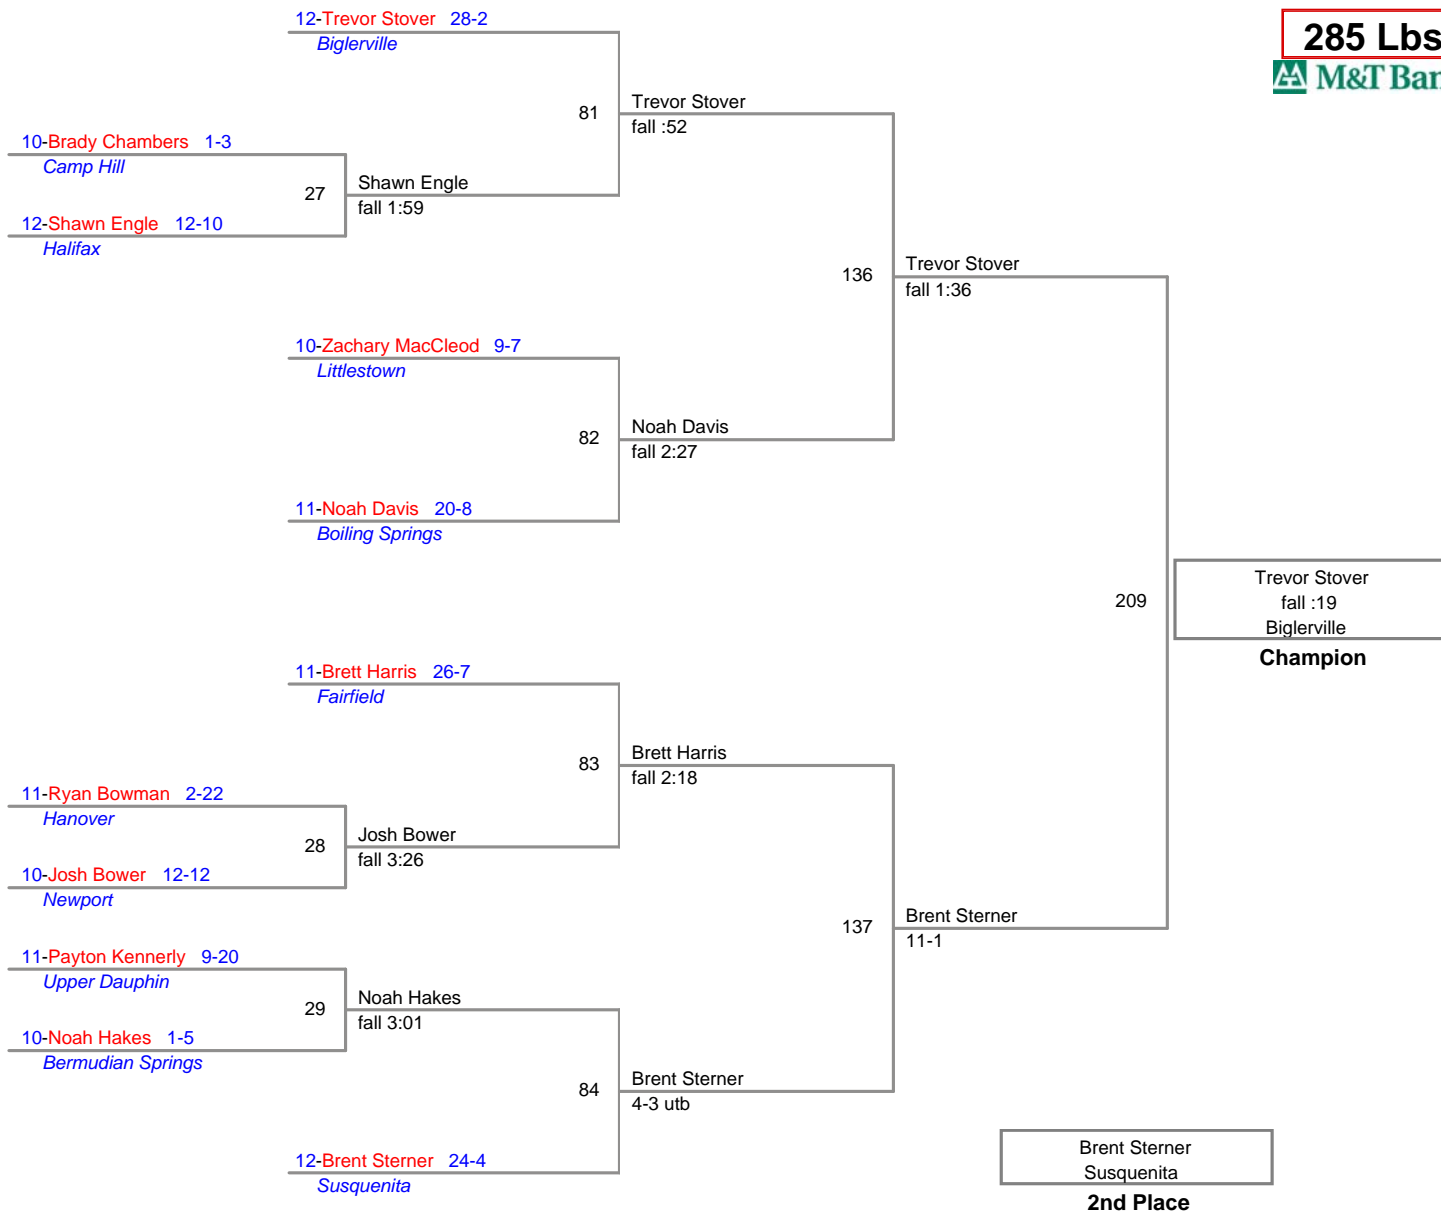 12-Trevor Stover 28-2
Biglerville
285 Lbs
M&T Ban
81
Trevor Stover
fall :52
10-Brady Chambers 1-3
Camp Hill
27
Shawn Engle
fall 1:59
12-Shawn Engle 12-10
Halifax
136
Trevor Stover
fall 1:36
10-Zachary MacCleod 9-7
Littlestown
82
Noah Davis
fall 2:27
11-Noah Davis 20-8
Boiling Springs
209
Trevor Stover
fall :19
Biglerville
Champion
11-Brett Harris 26-7
Fairfield
83
Brett Harris
fall 2:18
11-Ryan Bowman 2-22
Hanover
28
Josh Bower
fall 3:26
10-Josh Bower 12-12
Newport
137
Brent Sterner
11-1
11-Payton Kennerly 9-20
Upper Dauphin
29
Noah Hakes
fall 3:01
10-Noah Hakes 1-5
Bermudian Springs
84
Brent Sterner
4-3 utb
12-Brent Sterner 24-4
Susquenita
Brent Sterner
Susquenita
2nd Place